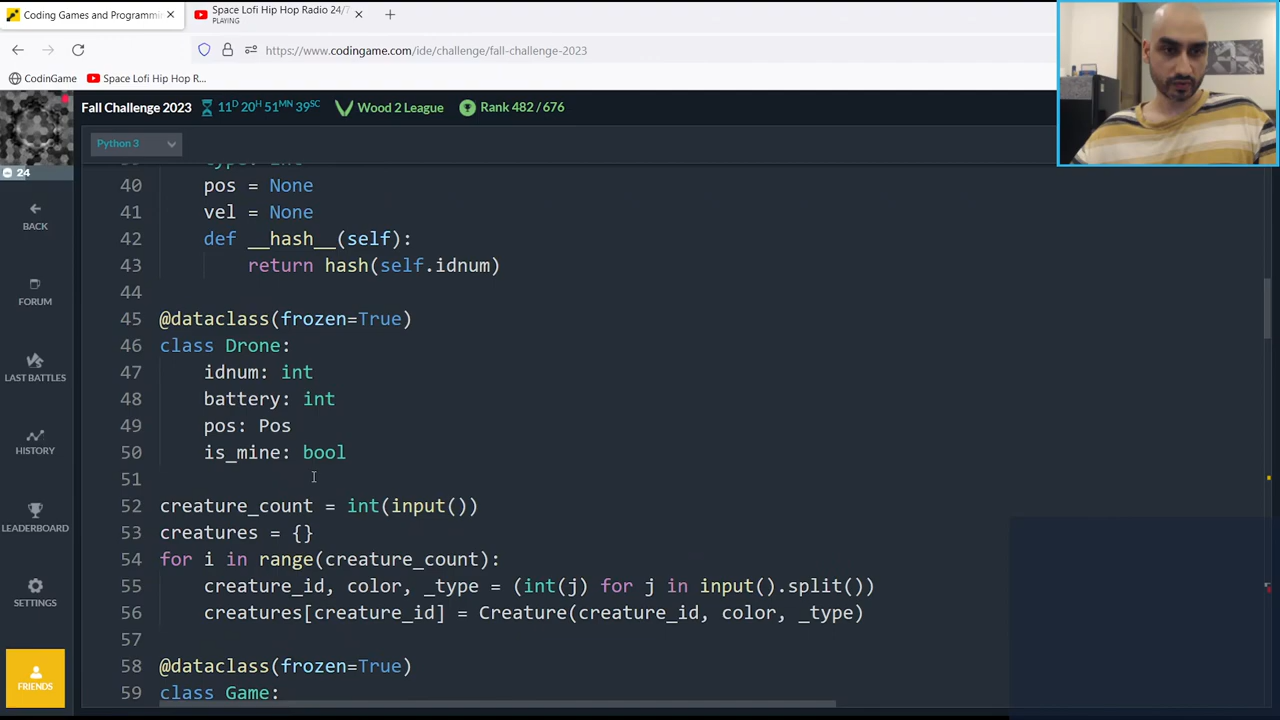 Coding Games and Programmi
Space Lofi Hip Hop Radio 24/7
PLAYING
https://www.codingame.com/ide/challenge/fall-challenge-2023
CodinGame
Space Lofi Hip Hop R...
Fall Challenge 2023
11D 20H 51MN 39SC
Wood 2 League
Rank 482 / 676
Python 3
24
BACK
FORUM
LAST BATTLES
HISTORY
LEADERBOARD
SETTINGS
FRIENDS
40 pos = None
41 vel = None
42 def __hash__(self):
43 return hash(self.idnum)
44
45 @dataclass(frozen=True)
46 class Drone:
47 idnum: int
48 battery: int
49 pos: Pos
50 is_mine: bool
51
52 creature_count = int(input())
53 creatures = {}
54 for i in range(creature_count):
55 creature_id, color, _type = (int(j) for j in input().split())
56 creatures[creature_id] = Creature(creature_id, color, _type)
57
58 @dataclass(frozen=True)
59 class Game: